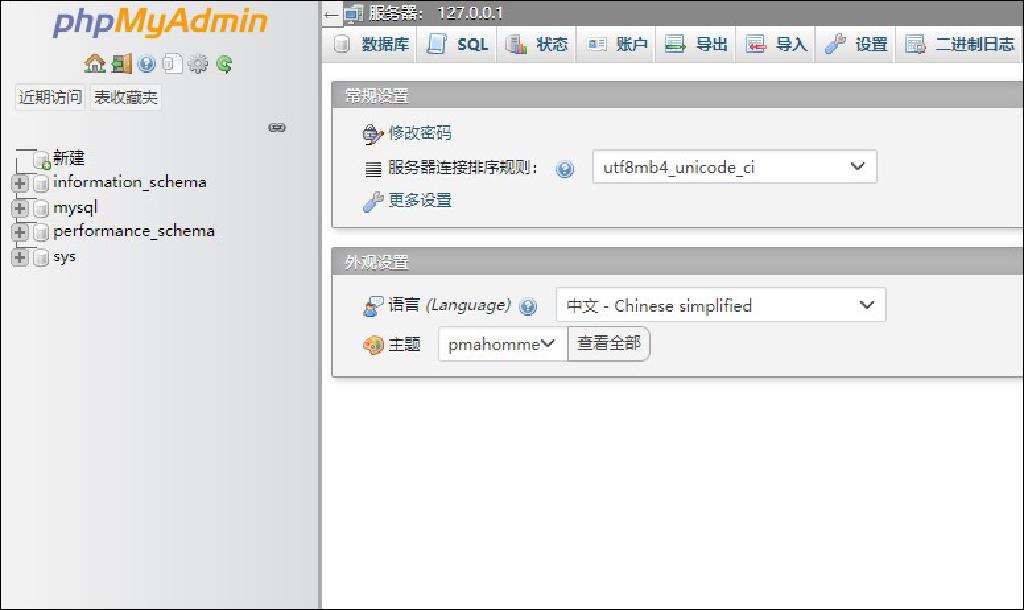 phpMyAdmin
近期访问 表收藏夹
新建
information_schema
mysql
performance_schema
sys
服务器： 127.0.0.1
数据库 SQL 状态 账户 导出 导入 设置 二进制日志
常规设置
修改密码
服务器连接排序规则： utf8mb4_unicode_ci
更多设置
外观设置
语言 (Language) 中文 - Chinese simplified
主题 pmahomme 查看全部